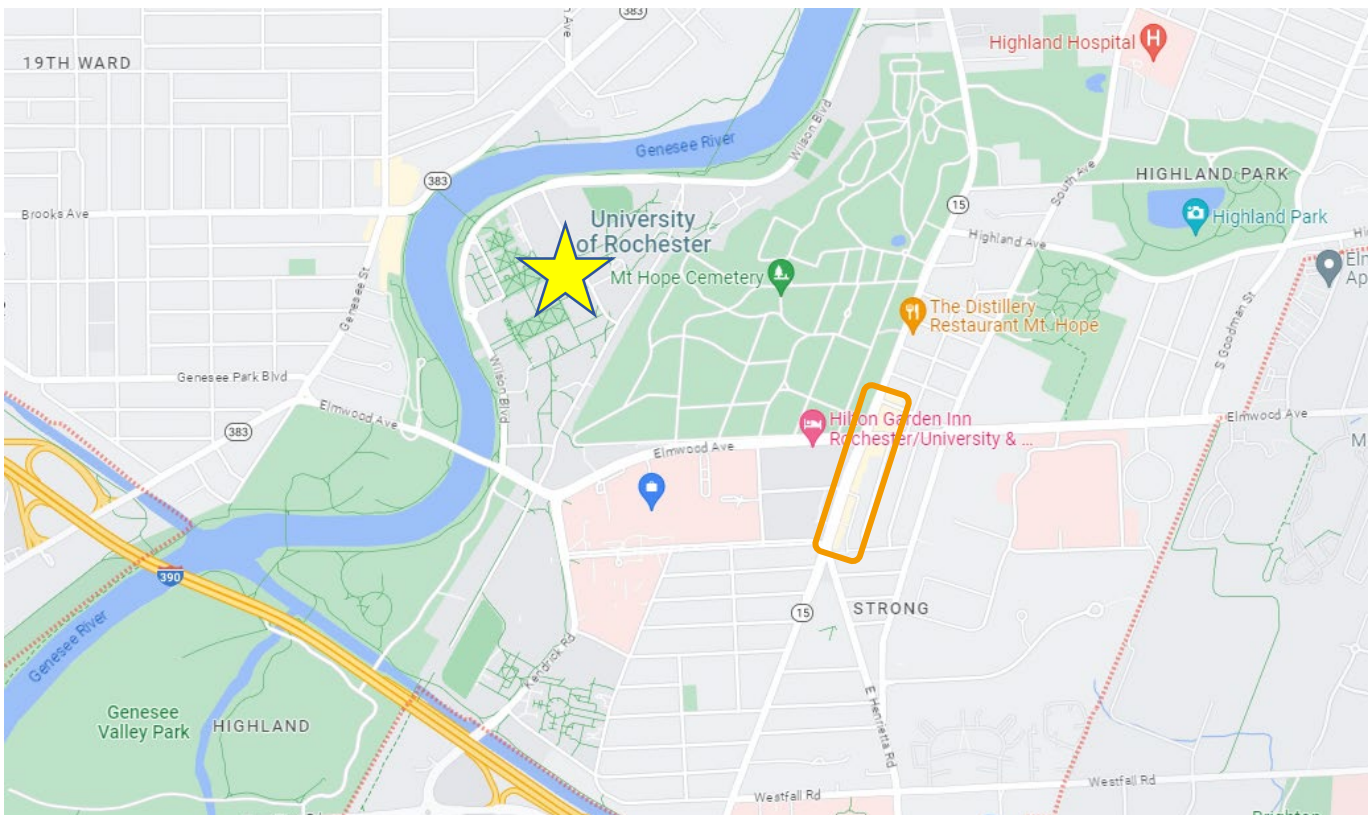 383
Highland Hospital
H
19TH WARD
Wilson Blvd
Genesee River
383
South Ave
HIGHLAND PARK
15
Brooks Ave
University
of Rochester
Highland Park
Highland Ave
Mt Hope Cemetery
Genesee St
The Distillery
Restaurant Mt. Hope
S Goodman St
Wilson Blvd
Genesee Park Blvd
Elmwood Ave
383
Hilton Garden Inn
Rochester/University & ...
Elmwood Ave
Elmwood Ave
390
15
STRONG
Genesee River
Kendrick Rd
E Henrietta Rd
Genesee
Valley Park
HIGHLAND
Westfall Rd
Westfall Rd